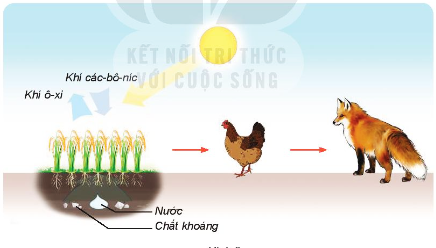 KẾT NỐI TRI THỨC
VỚI CUỘC SỐNG
Khí các-bô-níc
Khí ô-xi
Nước
Chất khoáng